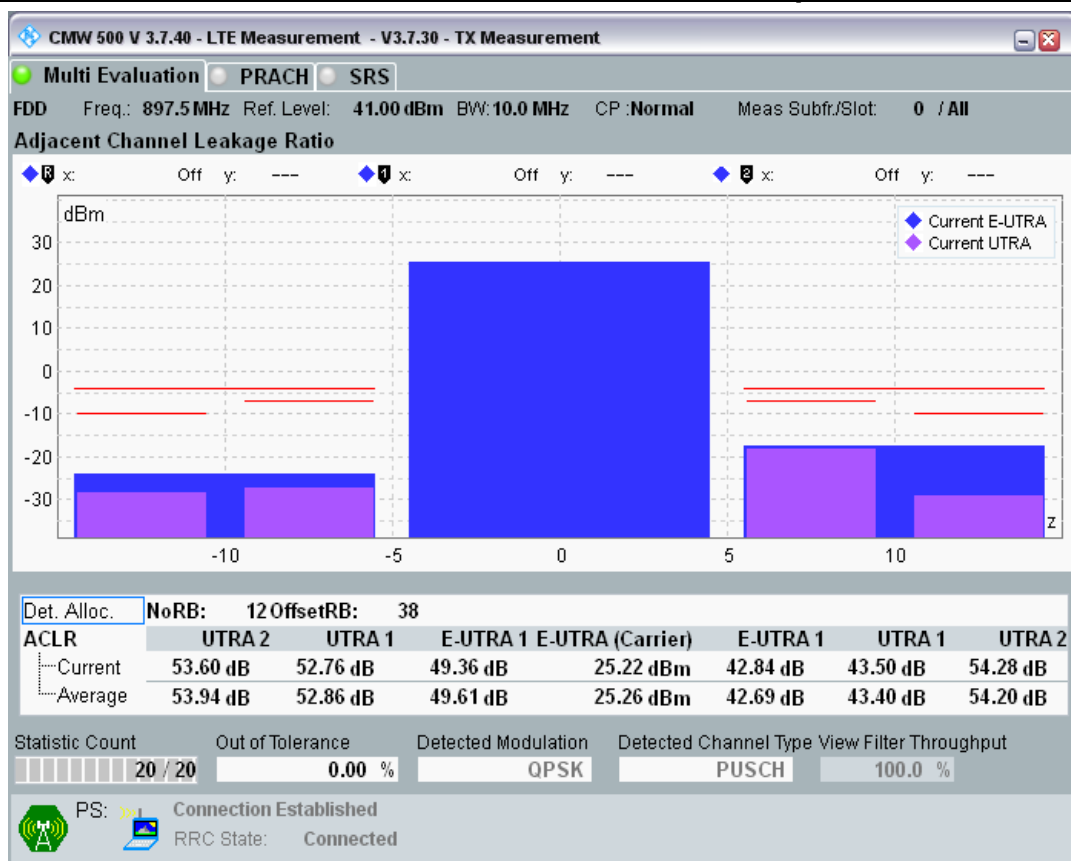 CMW 500 V 3.7.40 - LTE Measurement - V3.7.30 - TX Measurement
Multi Evaluation PRACH SRS
FDD Freq.: 897.5 MHz Ref. Level: 41.00 dBm BW: 10.0 MHz CP :Normal Meas Subfr./Slot: 0 / All
Adjacent Channel Leakage Ratio
R x: Off y: --- 1 x: Off y: --- 2 x: Off y: ---
dBm
Current E-UTRA
Current UTRA
30
20
10
0
-10
-20
-30
z
-10 -5 0 5 10
Det. Alloc. NoRB: 12 OffsetRB: 38
ACLR UTRA 2 UTRA 1 E-UTRA 1 E-UTRA (Carrier) E-UTRA 1 UTRA 1 UTRA 2
Current 53.60 dB 52.76 dB 49.36 dB 25.22 dBm 42.84 dB 43.50 dB 54.28 dB
Average 53.94 dB 52.86 dB 49.61 dB 25.26 dBm 42.69 dB 43.40 dB 54.20 dB
Statistic Count Out of Tolerance Detected Modulation Detected Channel Type View Filter Throughput
20 / 20 0.00 % QPSK PUSCH 100.0 %
PS: Connection Established
RRC State: Connected